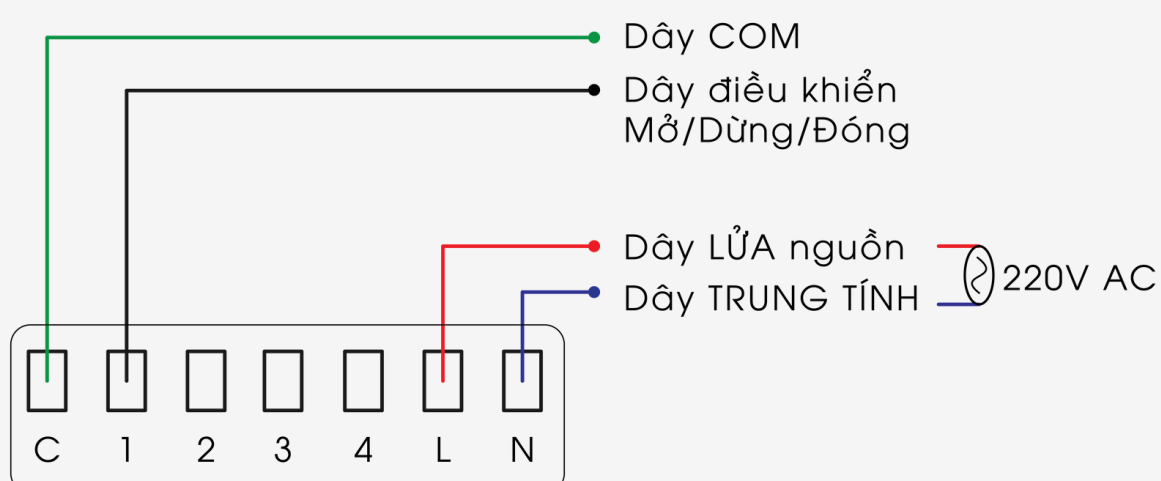 Dây COM
Dây điều khiển
Mở/Dừng/Đóng
Dây LỬA nguồn
220V AC
Dây TRUNG TÍNH
C 1 2 3 4 L N